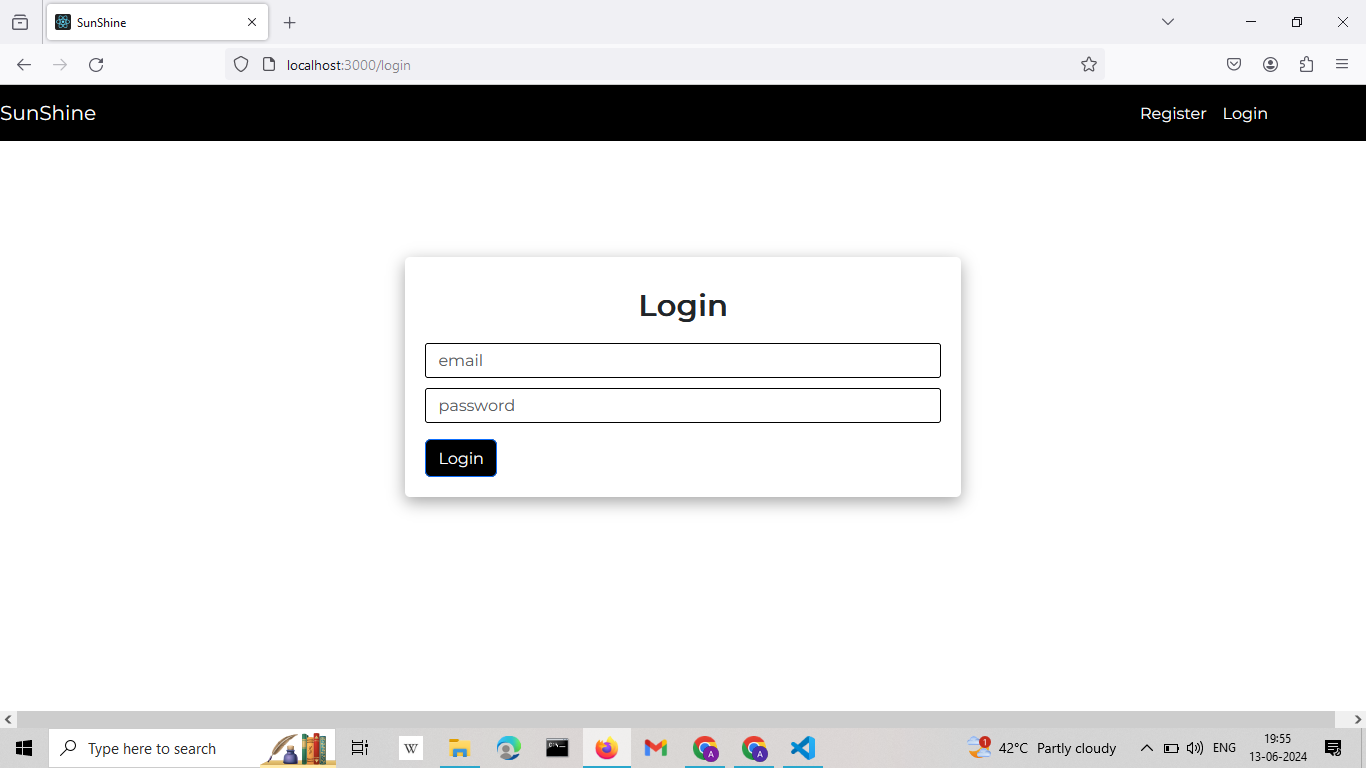 SunShine
localhost:3000/login
SunShine
Register Login
Login
email
password
Login
Type here to search
W
A
A
1
42°C Partly cloudy
ENG
19:55
13-06-2024